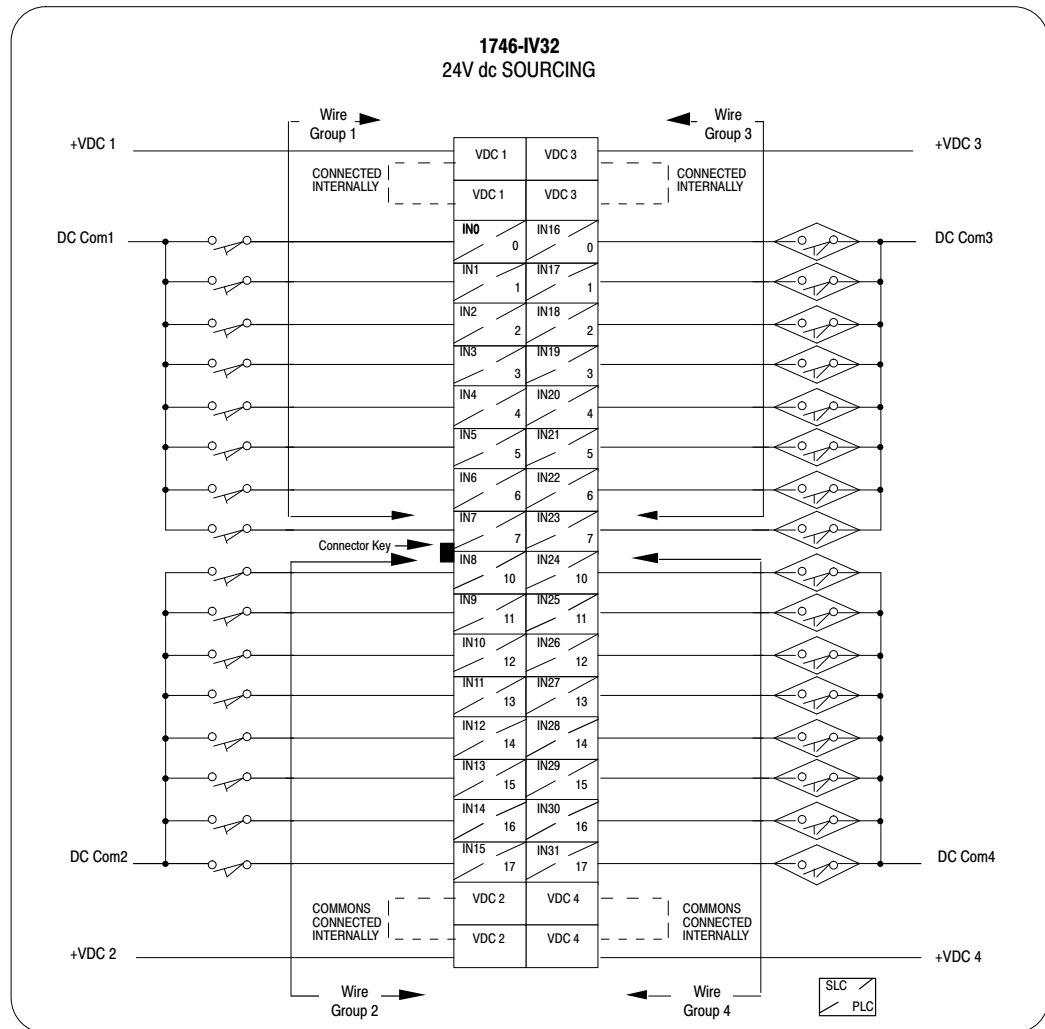 1746-IV32
24V dc SOURCING
Wire
Group 1
Wire
Group 3
+VDC 1
+VDC 3
VDC 1
VDC 3
CONNECTED
INTERNALLY
CONNECTED
INTERNALLY
VDC 1
VDC 3
DC Com1
IN0
0
IN16
0
DC Com3
IN1
1
IN17
1
IN2
2
IN18
2
IN3
3
IN19
3
IN4
4
IN20
4
IN5
5
IN21
5
IN6
6
IN22
6
IN7
7
IN23
7
Connector Key
IN8
10
IN24
10
IN9
11
IN25
11
IN10
12
IN26
12
IN11
13
IN27
13
IN12
14
IN28
14
IN13
15
IN29
15
IN14
16
IN30
16
DC Com2
IN15
17
IN31
17
DC Com4
VDC 2
VDC 4
COMMONS
CONNECTED
INTERNALLY
COMMONS
CONNECTED
INTERNALLY
VDC 2
VDC 4
+VDC 2
+VDC 4
Wire
Group 2
Wire
Group 4
SLC
PLC